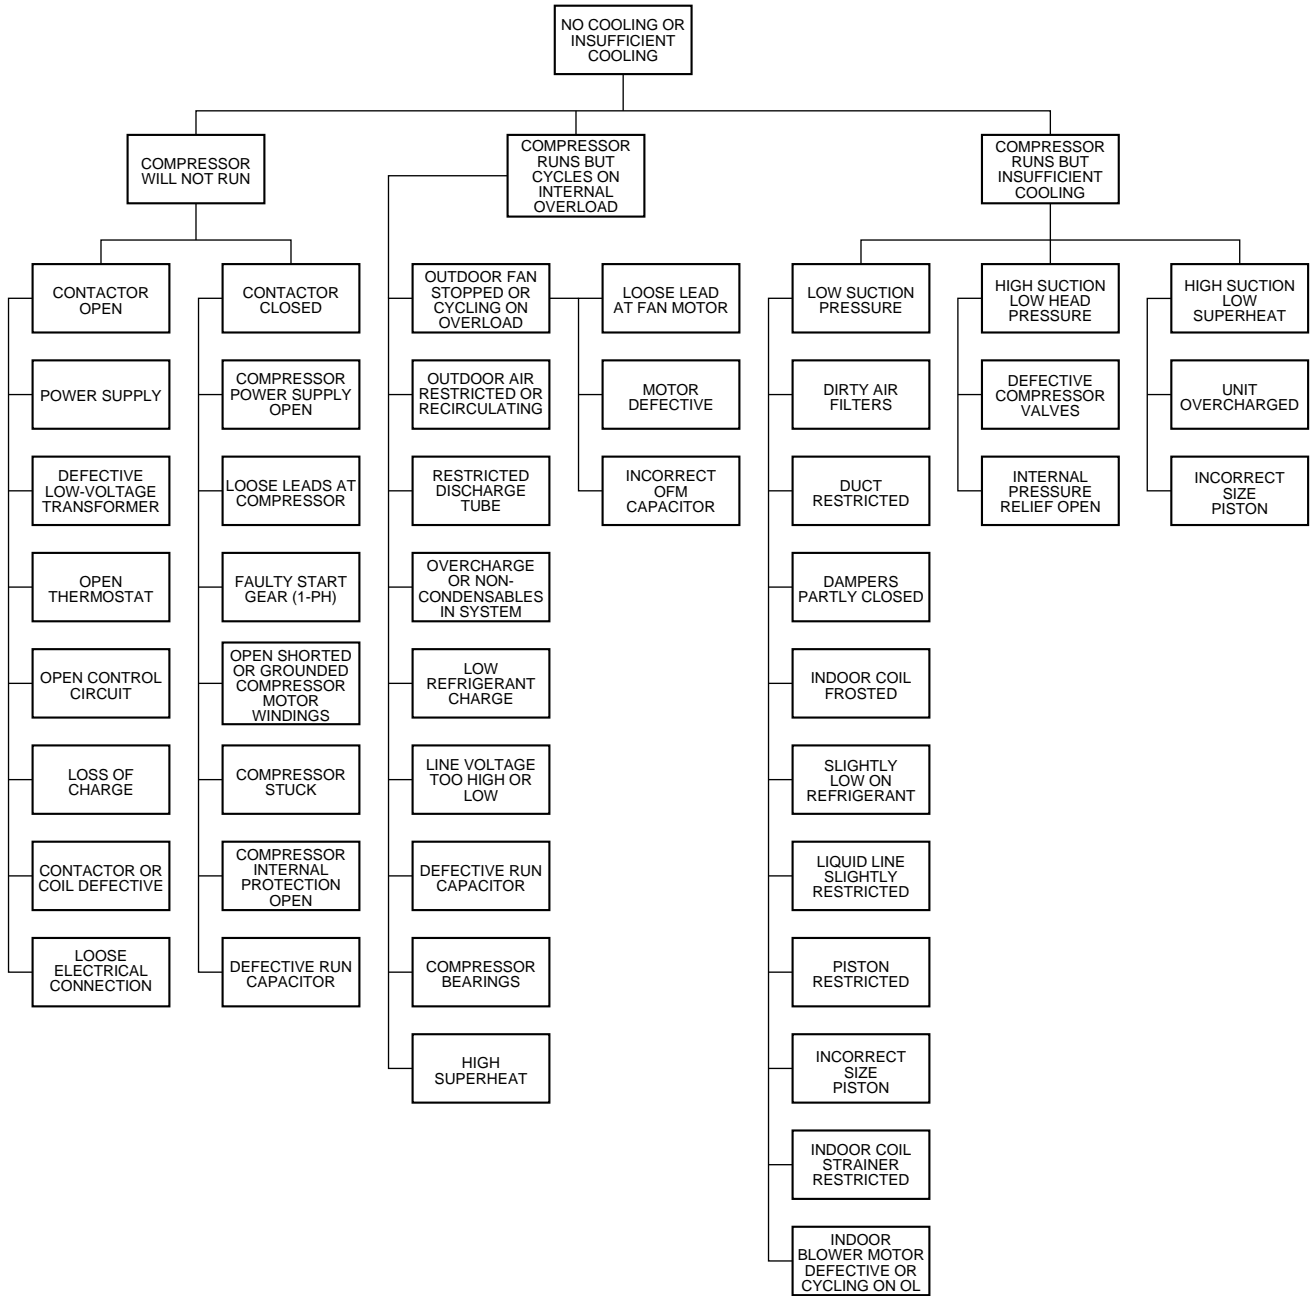 NO COOLING OR
INSUFFICIENT
COOLING
COMPRESSOR
WILL NOT RUN
COMPRESSOR
RUNS BUT
CYCLES ON
INTERNAL
OVERLOAD
COMPRESSOR
RUNS BUT
INSUFFICIENT
COOLING
CONTACTOR
OPEN
POWER SUPPLY
DEFECTIVE
LOW-VOLTAGE
TRANSFORMER
OPEN
THERMOSTAT
OPEN CONTROL
CIRCUIT
LOSS OF
CHARGE
CONTACTOR OR
COIL DEFECTIVE
LOOSE
ELECTRICAL
CONNECTION
CONTACTOR
CLOSED
COMPRESSOR
POWER SUPPLY
OPEN
LOOSE LEADS AT
COMPRESSOR
FAULTY START
GEAR (1-PH)
OPEN SHORTED
OR GROUNDED
COMPRESSOR
MOTOR
WINDINGS
COMPRESSOR
STUCK
COMPRESSOR
INTERNAL
PROTECTION
OPEN
DEFECTIVE RUN
CAPACITOR
OUTDOOR FAN
STOPPED OR
CYCLING ON
OVERLOAD
OUTDOOR AIR
RESTRICTED OR
RECIRCULATING
RESTRICTED
DISCHARGE
TUBE
OVERCHARGE
OR NON-
CONDENSABLES
IN SYSTEM
LOW
REFRIGERANT
CHARGE
LINE VOLTAGE
TOO HIGH OR
LOW
DEFECTIVE RUN
CAPACITOR
COMPRESSOR
BEARINGS
HIGH
SUPERHEAT
LOOSE LEAD
AT FAN MOTOR
MOTOR
DEFECTIVE
INCORRECT
OFM
CAPACITOR
LOW SUCTION
PRESSURE
DIRTY AIR
FILTERS
DUCT
RESTRICTED
DAMPERS
PARTLY CLOSED
INDOOR COIL
FROSTED
SLIGHTLY
LOW ON
REFRIGERANT
LIQUID LINE
SLIGHTLY
RESTRICTED
PISTON
RESTRICTED
INCORRECT
SIZE
PISTON
INDOOR COIL
STRAINER
RESTRICTED
INDOOR
BLOWER MOTOR
DEFECTIVE OR
CYCLING ON OL
HIGH SUCTION
LOW HEAD
PRESSURE
DEFECTIVE
COMPRESSOR
VALVES
INTERNAL
PRESSURE
RELIEF OPEN
HIGH SUCTION
LOW
SUPERHEAT
UNIT
OVERCHARGED
INCORRECT
SIZE
PISTON